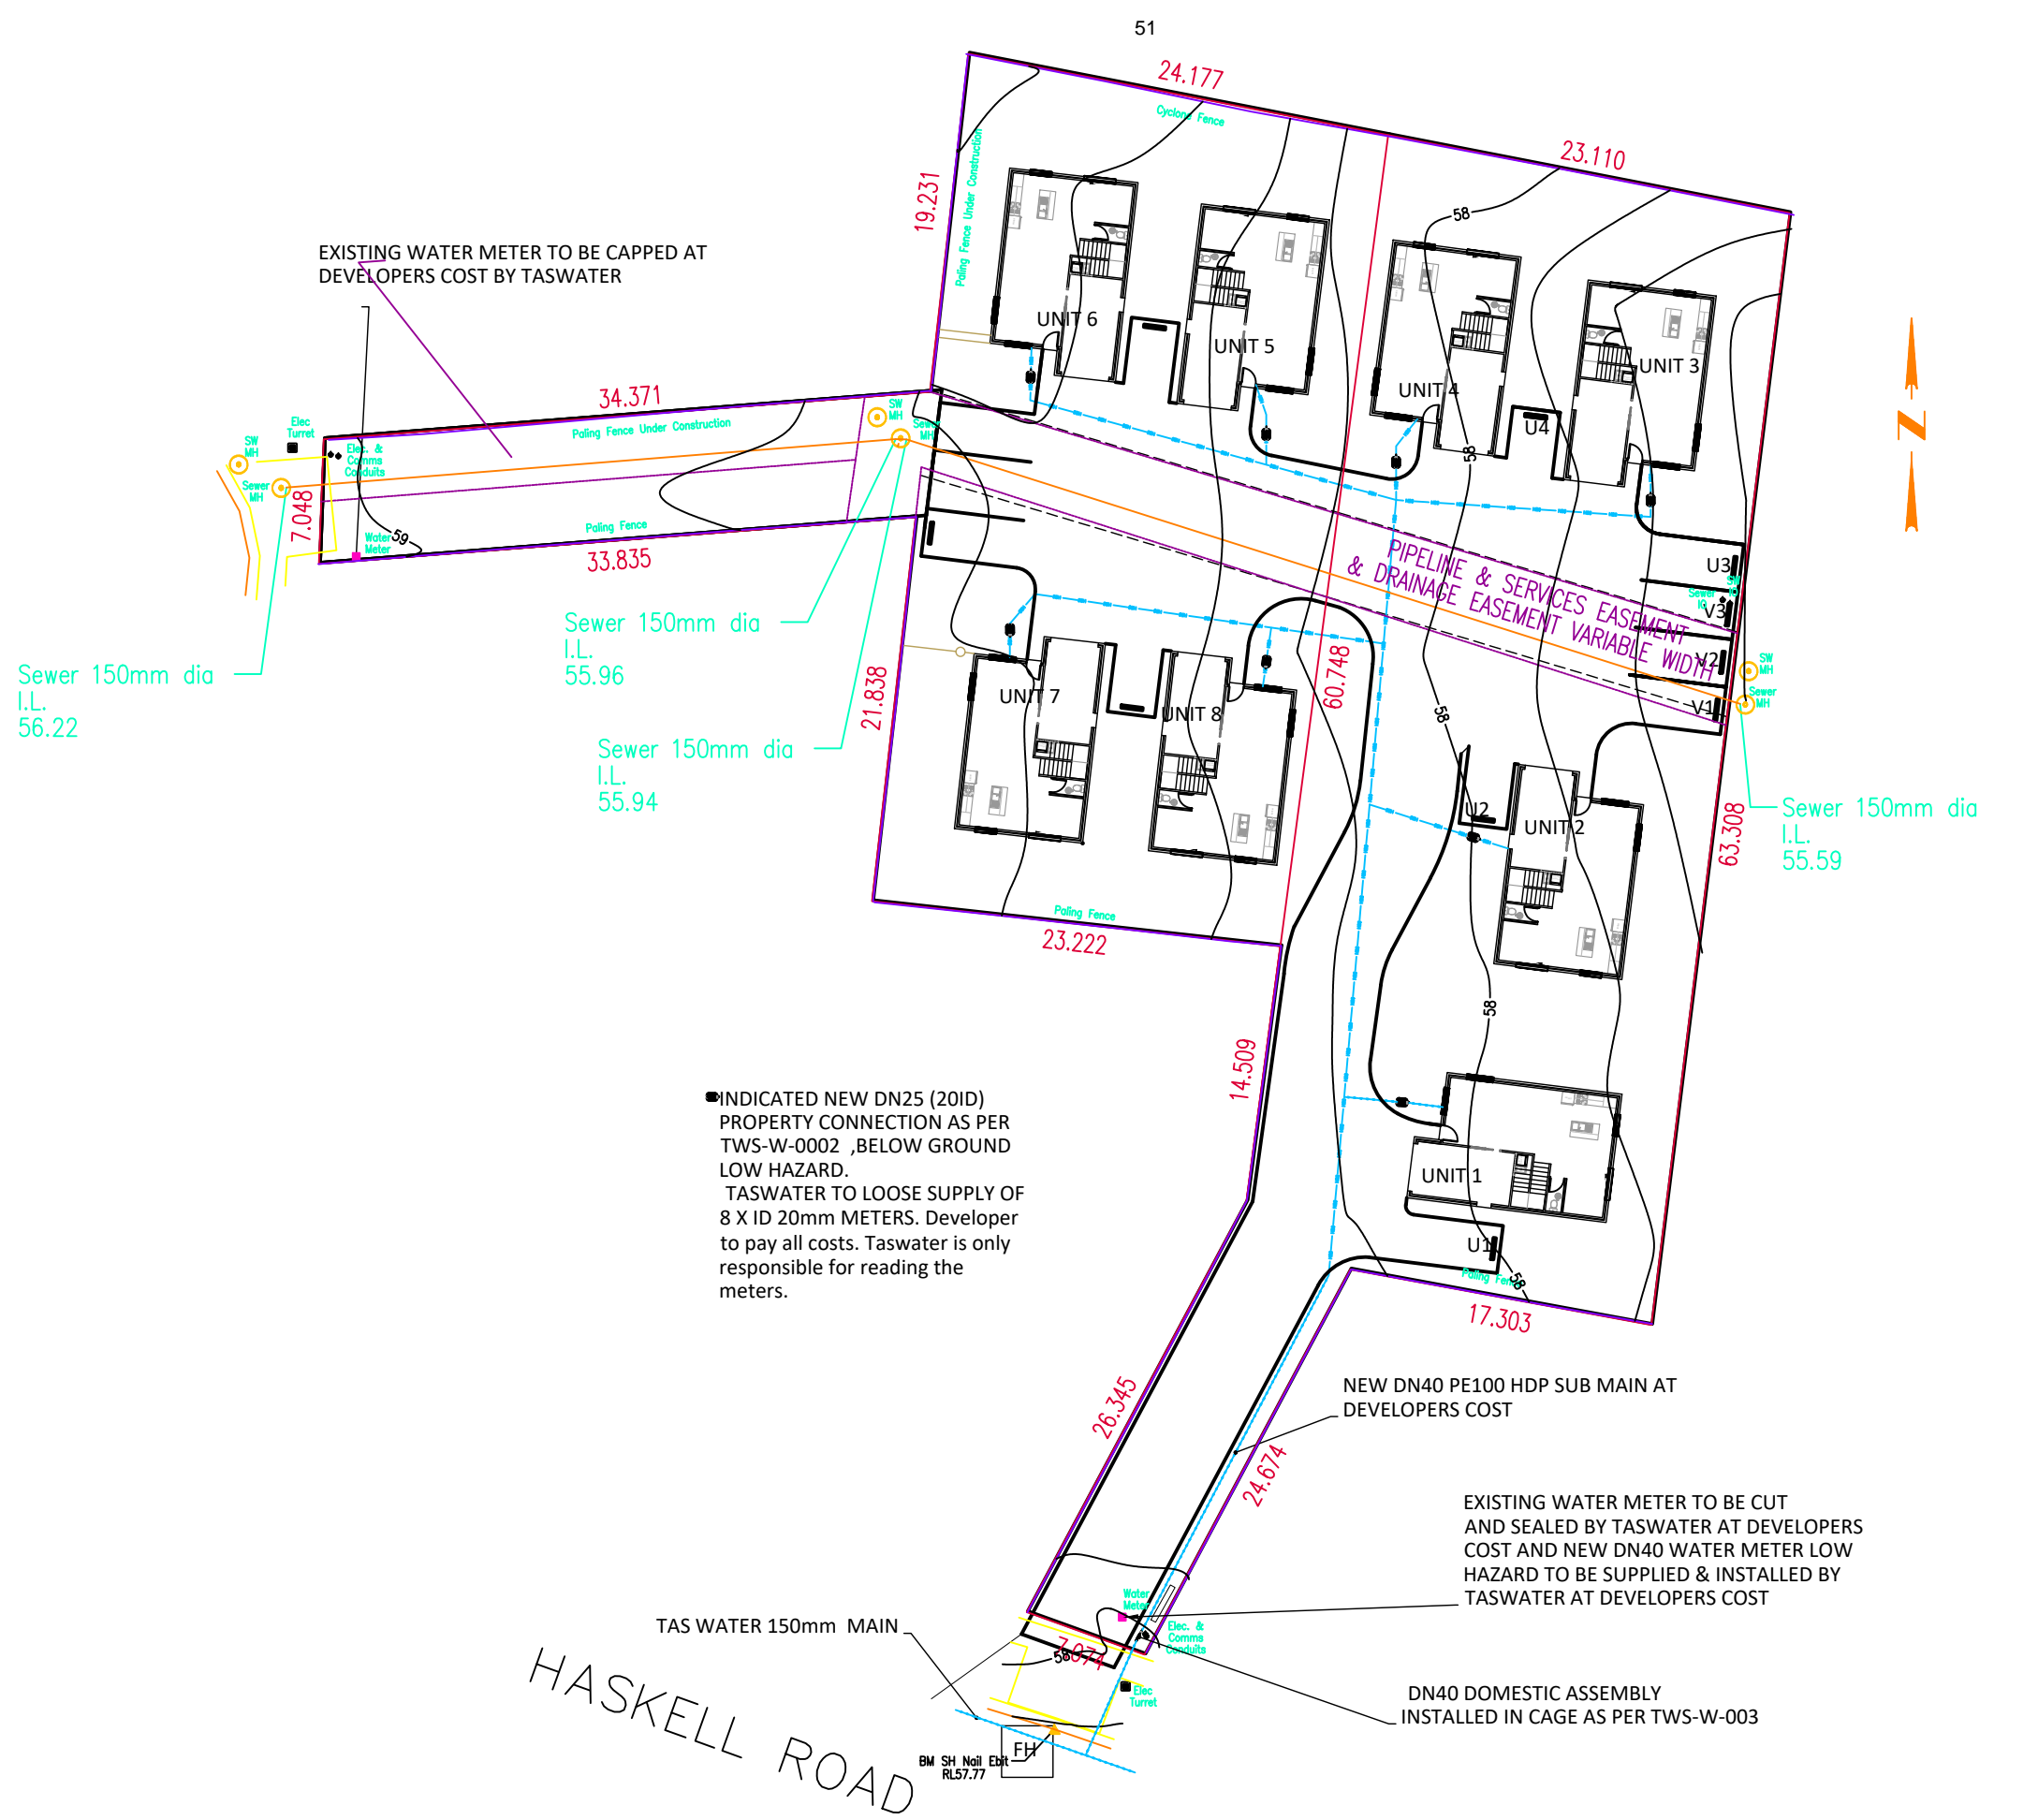 51
24.177
Cyclone Fence
23.110
19.231
Paling Fence Under Construction
EXISTING WATER METER TO BE CAPPED AT
DEVELOPERS COST BY TASWATER
58
UNIT 6
UNIT 5
UNIT 4
UNIT 3
U4
N
34.371
Paling Fence Under Construction
SW
MH
Sewer
MH
Elec
Turret
SW
MH
Elec. &
Comms
Conduits
Sewer
MH
7.048
59
Water
Meter
Paling Fence
33.835
58
PIPELINE & SERVICES EASEMENT
& DRAINAGE EASEMENT VARIABLE WIDTH
U3
SW
IO
Sewer
IO
V3
V2
SW
MH
Sewer
MH
V1
Sewer 150mm dia
I.L.
55.96
Sewer 150mm dia
I.L.
56.22
Sewer 150mm dia
I.L.
55.94
21.838
UNIT 7
UNIT 8
60.748
58
U2
UNIT 2
63.308
Sewer 150mm dia
I.L.
55.59
Paling Fence
23.222
58
14.509
INDICATED NEW DN25 (20ID)
PROPERTY CONNECTION AS PER
TWS-W-0002 ,BELOW GROUND
LOW HAZARD.
TASWATER TO LOOSE SUPPLY OF
8 X ID 20mm METERS. Developer
to pay all costs. Taswater is only
responsible for reading the
meters.
UNIT 1
U1
Paling Fence
58
17.303
26.345
24.674
NEW DN40 PE100 HDP SUB MAIN AT
DEVELOPERS COST
EXISTING WATER METER TO BE CUT
AND SEALED BY TASWATER AT DEVELOPERS
COST AND NEW DN40 WATER METER LOW
HAZARD TO BE SUPPLIED & INSTALLED BY
TASWATER AT DEVELOPERS COST
Water
Meter
Elec. &
Comms
Conduits
TAS WATER 150mm MAIN
58
7.074
Elec
Turret
DN40 DOMESTIC ASSEMBLY
INSTALLED IN CAGE AS PER TWS-W-003
HASKELL ROAD
BM SH Nail Ebit
RL57.77
FH